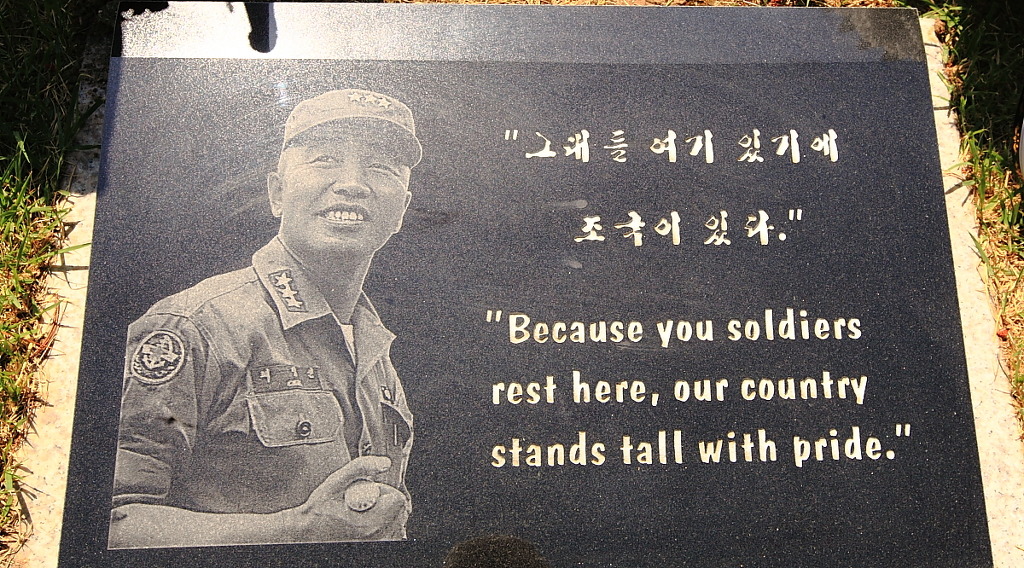 "그대들 여기 있기에
조국이 있다."
"Because you soldiers
rest here, our country
stands tall with pride."